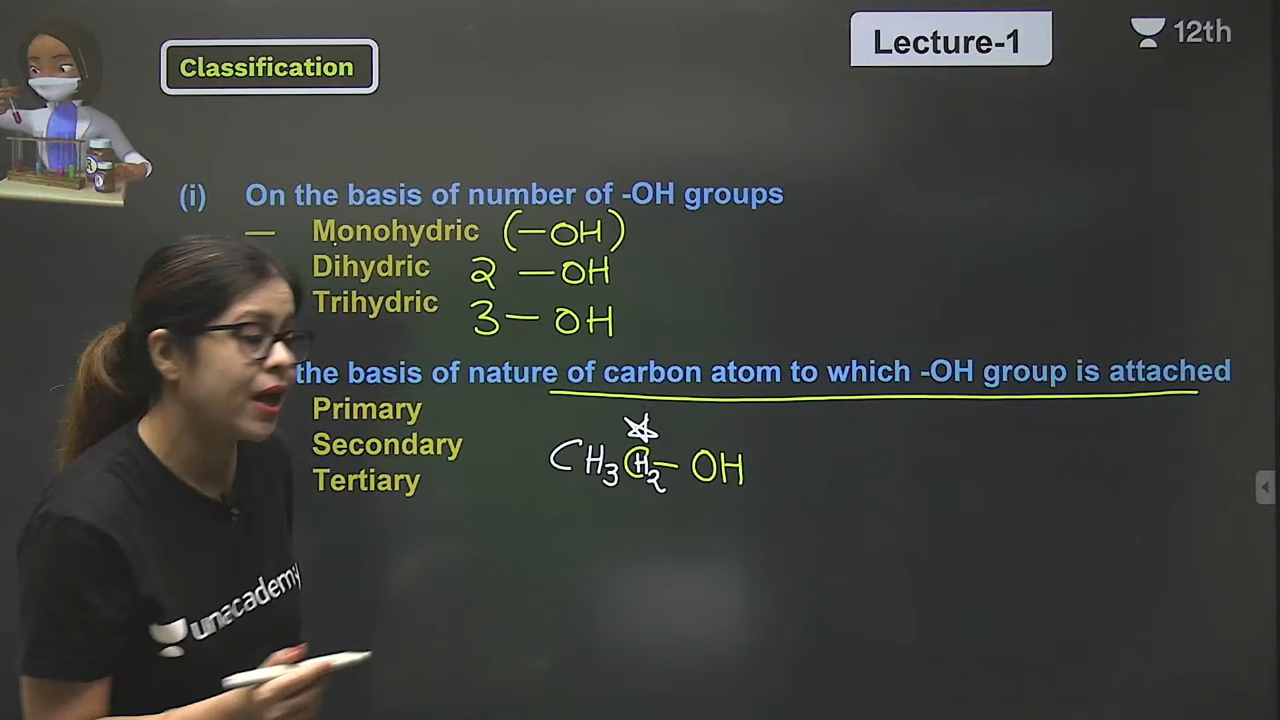 Lecture-1
12th
Classification
(i) On the basis of number of -OH groups
— Monohydric (—OH)
Dihydric 2 —OH
Trihydric 3 — OH
the basis of nature of carbon atom to which -OH group is attached
Primary
Secondary
CH3CH2—OH
Tertiary
unacademy